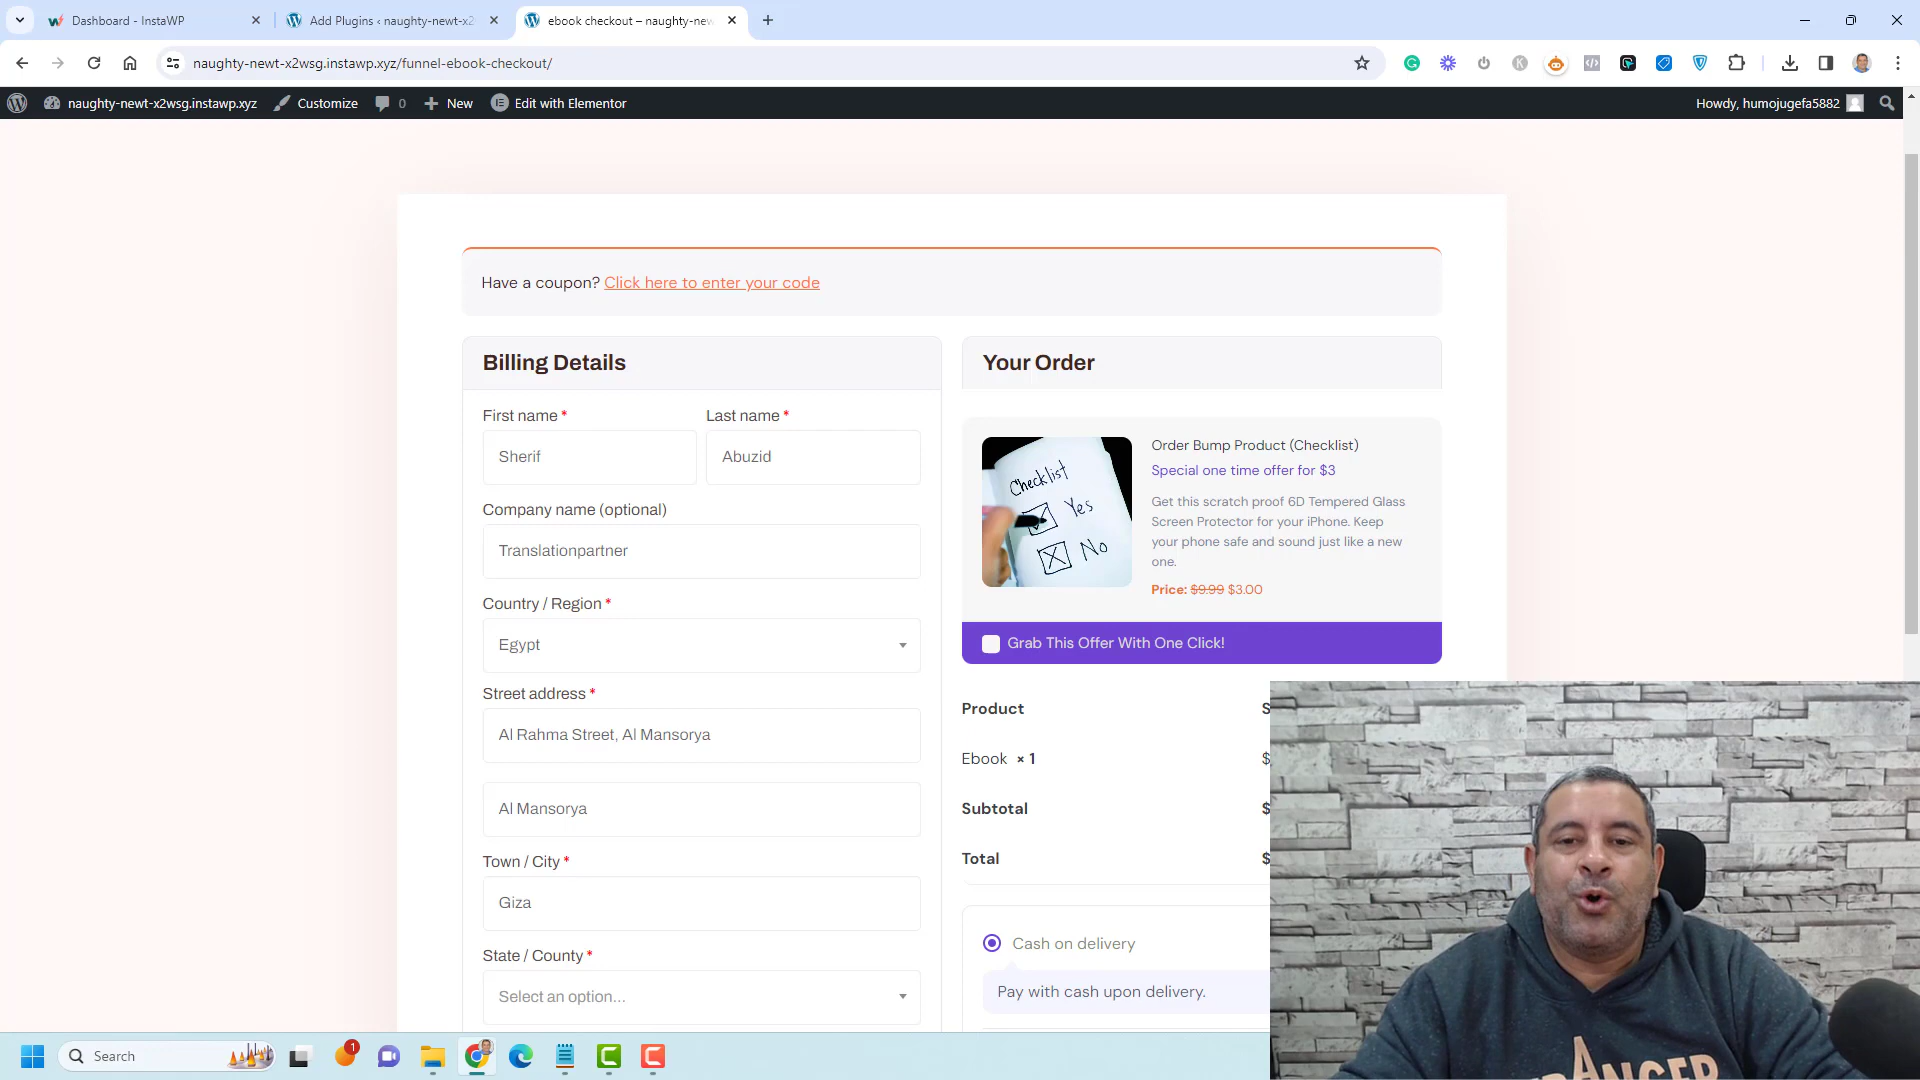 Dashboard - InstaWP
Add Plugins ‹ naughty-newt-x2
ebook checkout – naughty-new
naughty-newt-x2wsg.instawp.xyz/funnel-ebook-checkout/
naughty-newt-x2wsg.instawp.xyz
Customize
0
New
Edit with Elementor
Howdy, humojugefa5882
Have a coupon? Click here to enter your code
Billing Details
First name *
Last name *
Sherif
Abuzid
Company name (optional)
Translationpartner
Country / Region *
Egypt
Street address *
Al Rahma Street, Al Mansorya
Al Mansorya
Town / City *
Giza
State / County *
Select an option...
Your Order
Checklist
Yes
No
Order Bump Product (Checklist)
Special one time offer for $3
Get this scratch proof 6D Tempered Glass
Screen Protector for your iPhone. Keep
your phone safe and sound just like a new
one.
Price: $9.99 $3.00
Grab This Offer With One Click!
Product
S
Ebook × 1
$
Subtotal
$
Total
$
Cash on delivery
Pay with cash upon delivery.
Search
1